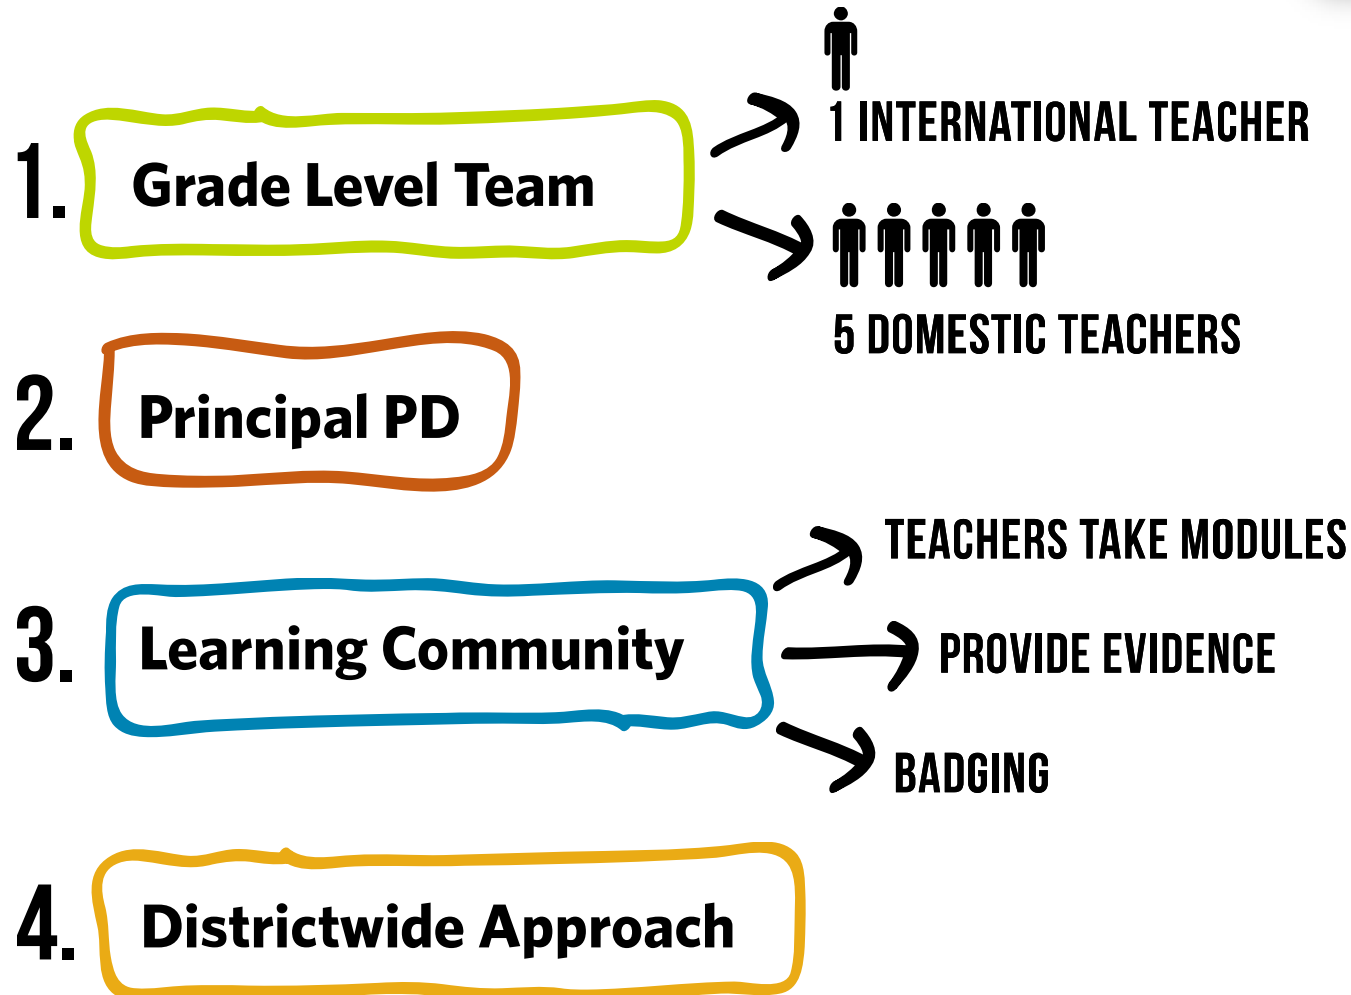 1. Grade Level Team
1 INTERNATIONAL TEACHER
5 DOMESTIC TEACHERS
2. Principal PD
3. Learning Community
TEACHERS TAKE MODULES
PROVIDE EVIDENCE
BADGING
4. Districtwide Approach